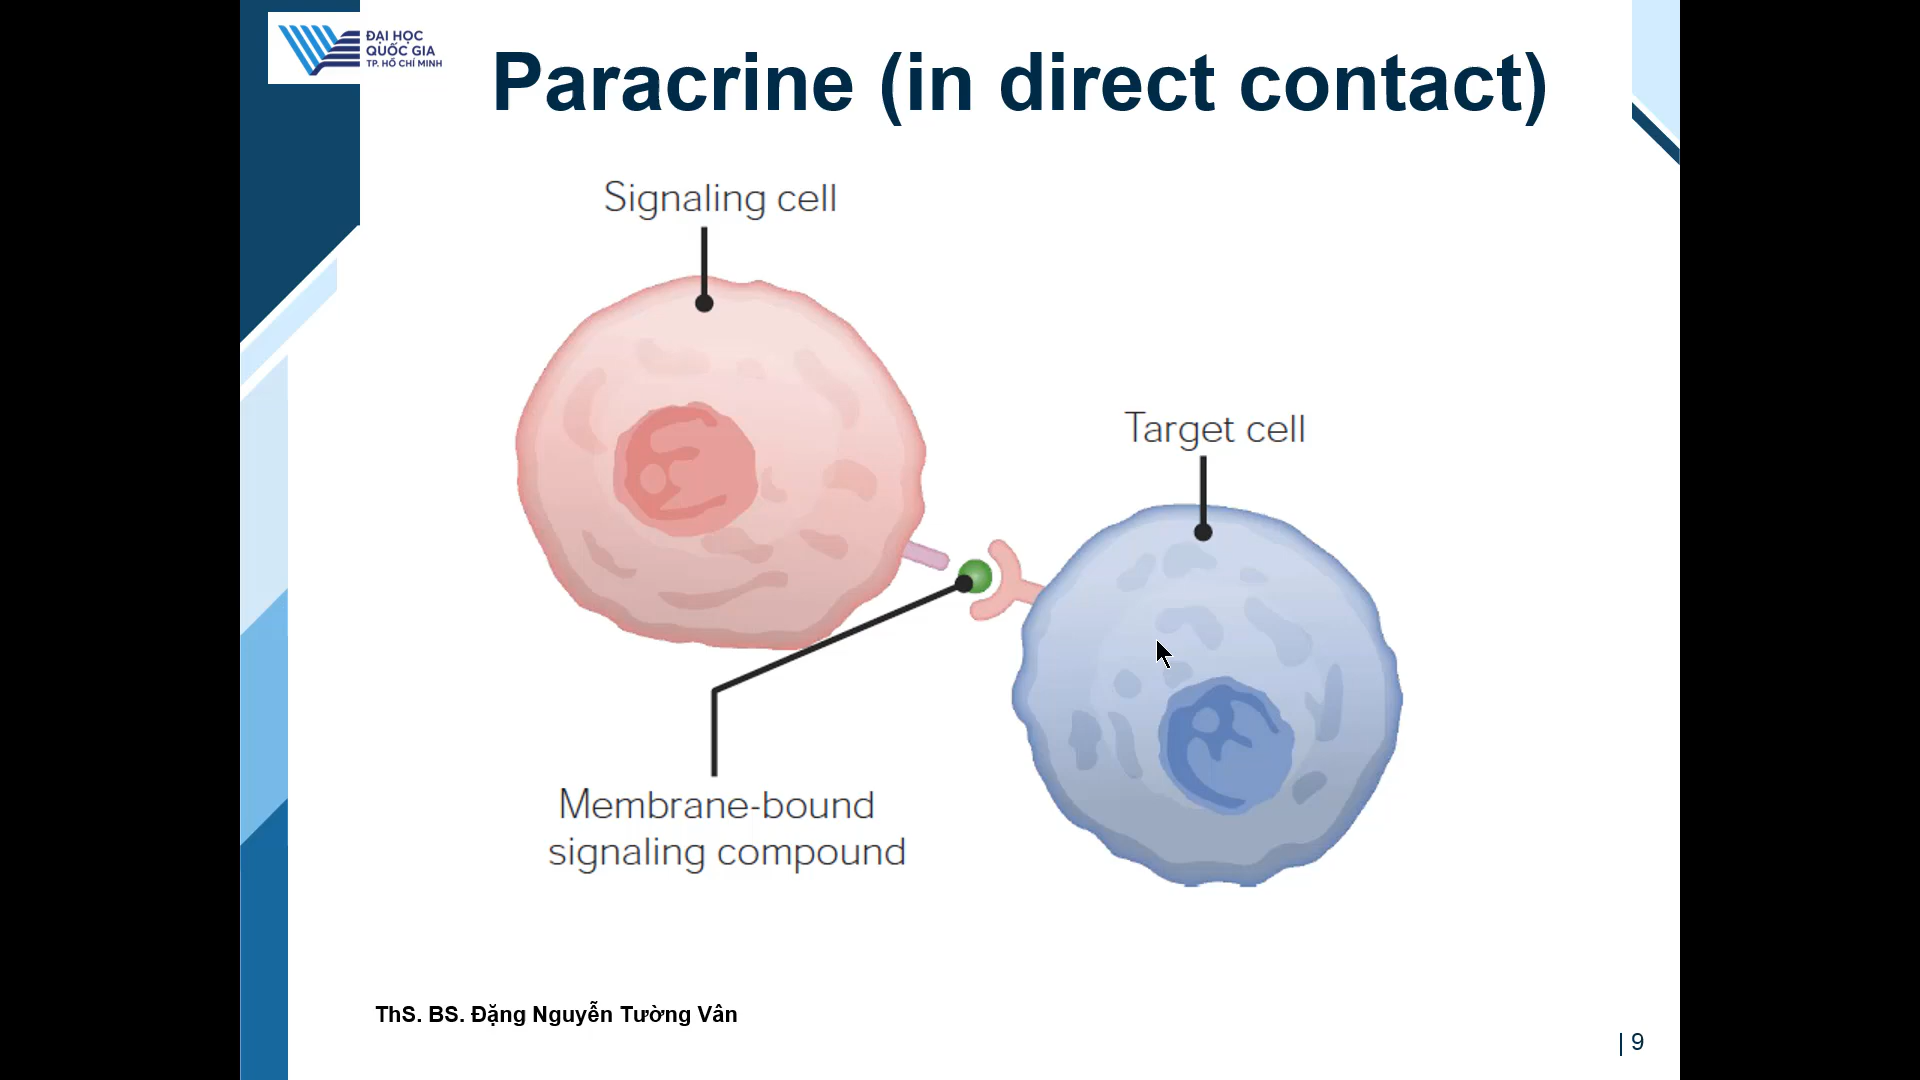 ĐẠI HỌC
QUỐC GIA
TP. HỒ CHÍ MINH
Paracrine (in direct contact)
Signaling cell
Target cell
Membrane-bound
signaling compound
ThS. BS. Đặng Nguyễn Tường Vân
| 9